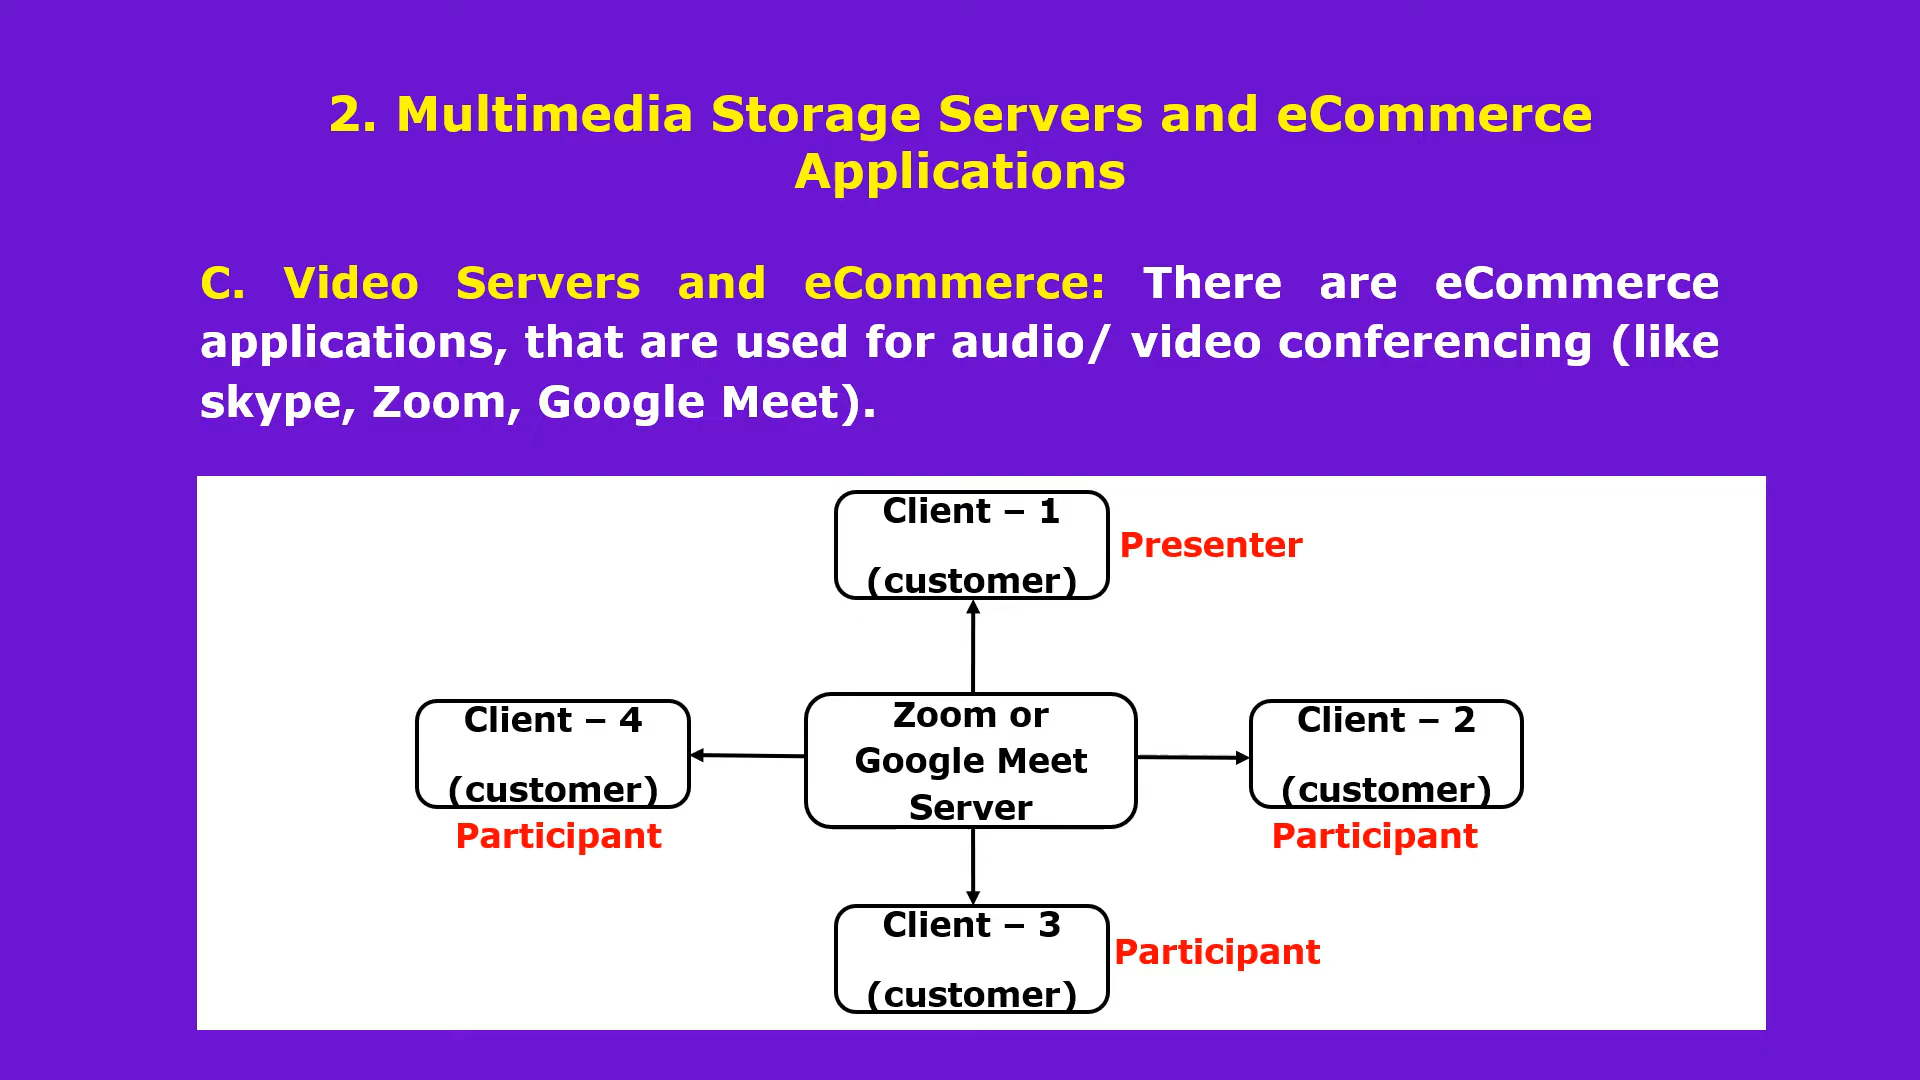 2. Multimedia Storage Servers and eCommerce
Applications
C. Video Servers and eCommerce: There are eCommerce
applications, that are used for audio/ video conferencing (like
skype, Zoom, Google Meet).
Client – 1
(customer)
Presenter
Client – 4
(customer)
Participant
Zoom or
Google Meet
Server
Client – 2
(customer)
Participant
Client – 3
(customer)
Participant